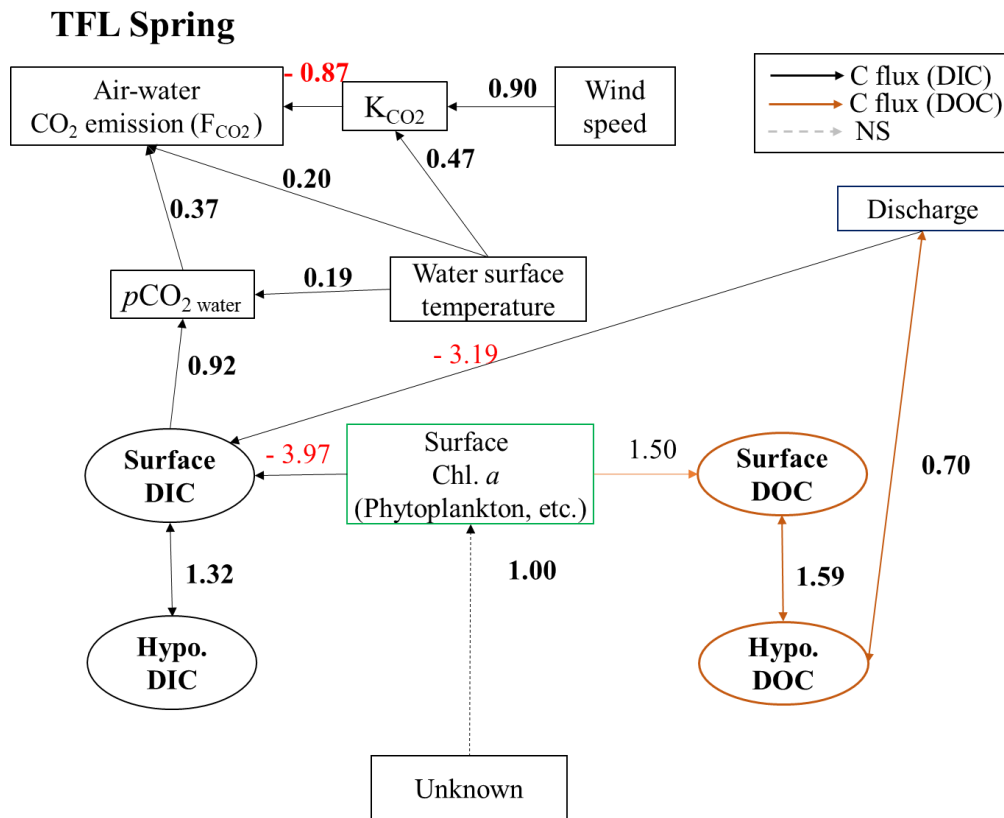 TFL Spring
Air-water
CO₂ emission (F_CO2)
- 0.87
K_CO2
0.90
Wind
speed
C flux (DIC)
C flux (DOC)
NS
0.47
0.20
0.37
Discharge
pCO₂ water
0.19
Water surface
temperature
0.92
- 3.19
Surface
DIC
- 3.97
Surface
Chl. a
(Phytoplankton, etc.)
1.50
Surface
DOC
0.70
1.32
1.00
1.59
Hypo.
DIC
Hypo.
DOC
Unknown